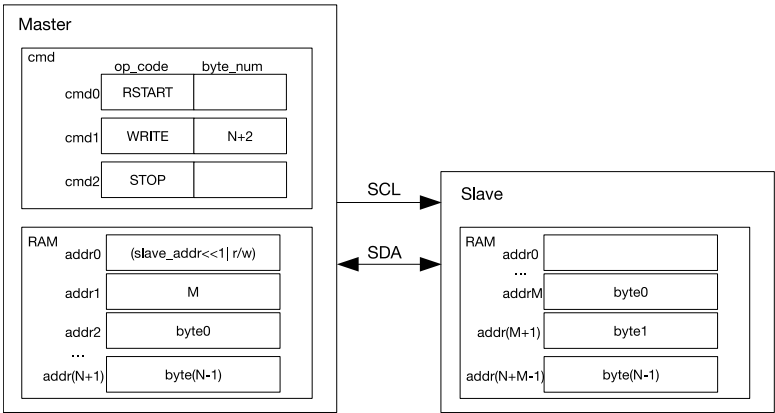 Master
cmd
op_code byte_num
cmd0 RSTART
cmd1 WRITE N+2
cmd2 STOP
RAM
addr0 (slave_addr<<1| r/w)
addr1 M
addr2 byte0
...
addr(N+1) byte(N-1)
SCL
SDA
Slave
RAM
addr0
...
addrM byte0
addr(M+1) byte1
addr(N+M-1) byte(N-1)